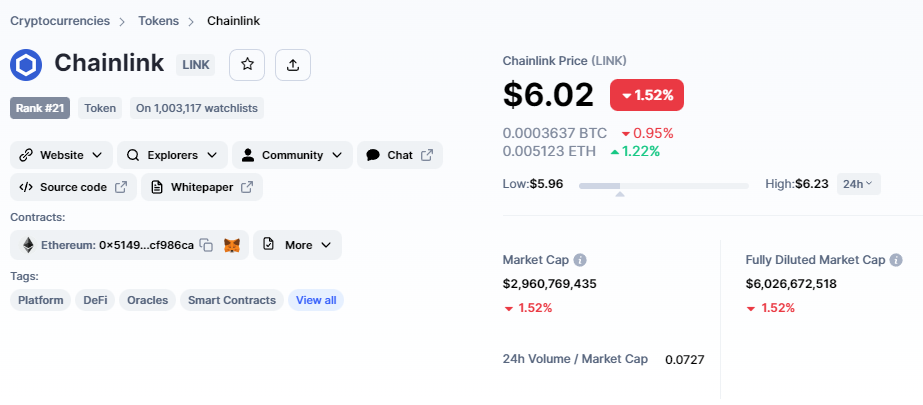 Cryptocurrencies > Tokens > Chainlink
Chainlink LINK
Rank #21 Token On 1,003,117 watchlists
Website Explorers Community Chat
Source code Whitepaper
Contracts:
Ethereum: 0x5149...cf986ca More
Tags:
Platform DeFi Oracles Smart Contracts View all
Chainlink Price (LINK)
$6.02 1.52%
0.0003637 BTC 0.95%
0.005123 ETH 1.22%
Low:$5.96 High:$6.23 24h
Market Cap
$2,960,769,435
1.52%
Fully Diluted Market Cap
$6,026,672,518
1.52%
24h Volume / Market Cap 0.0727